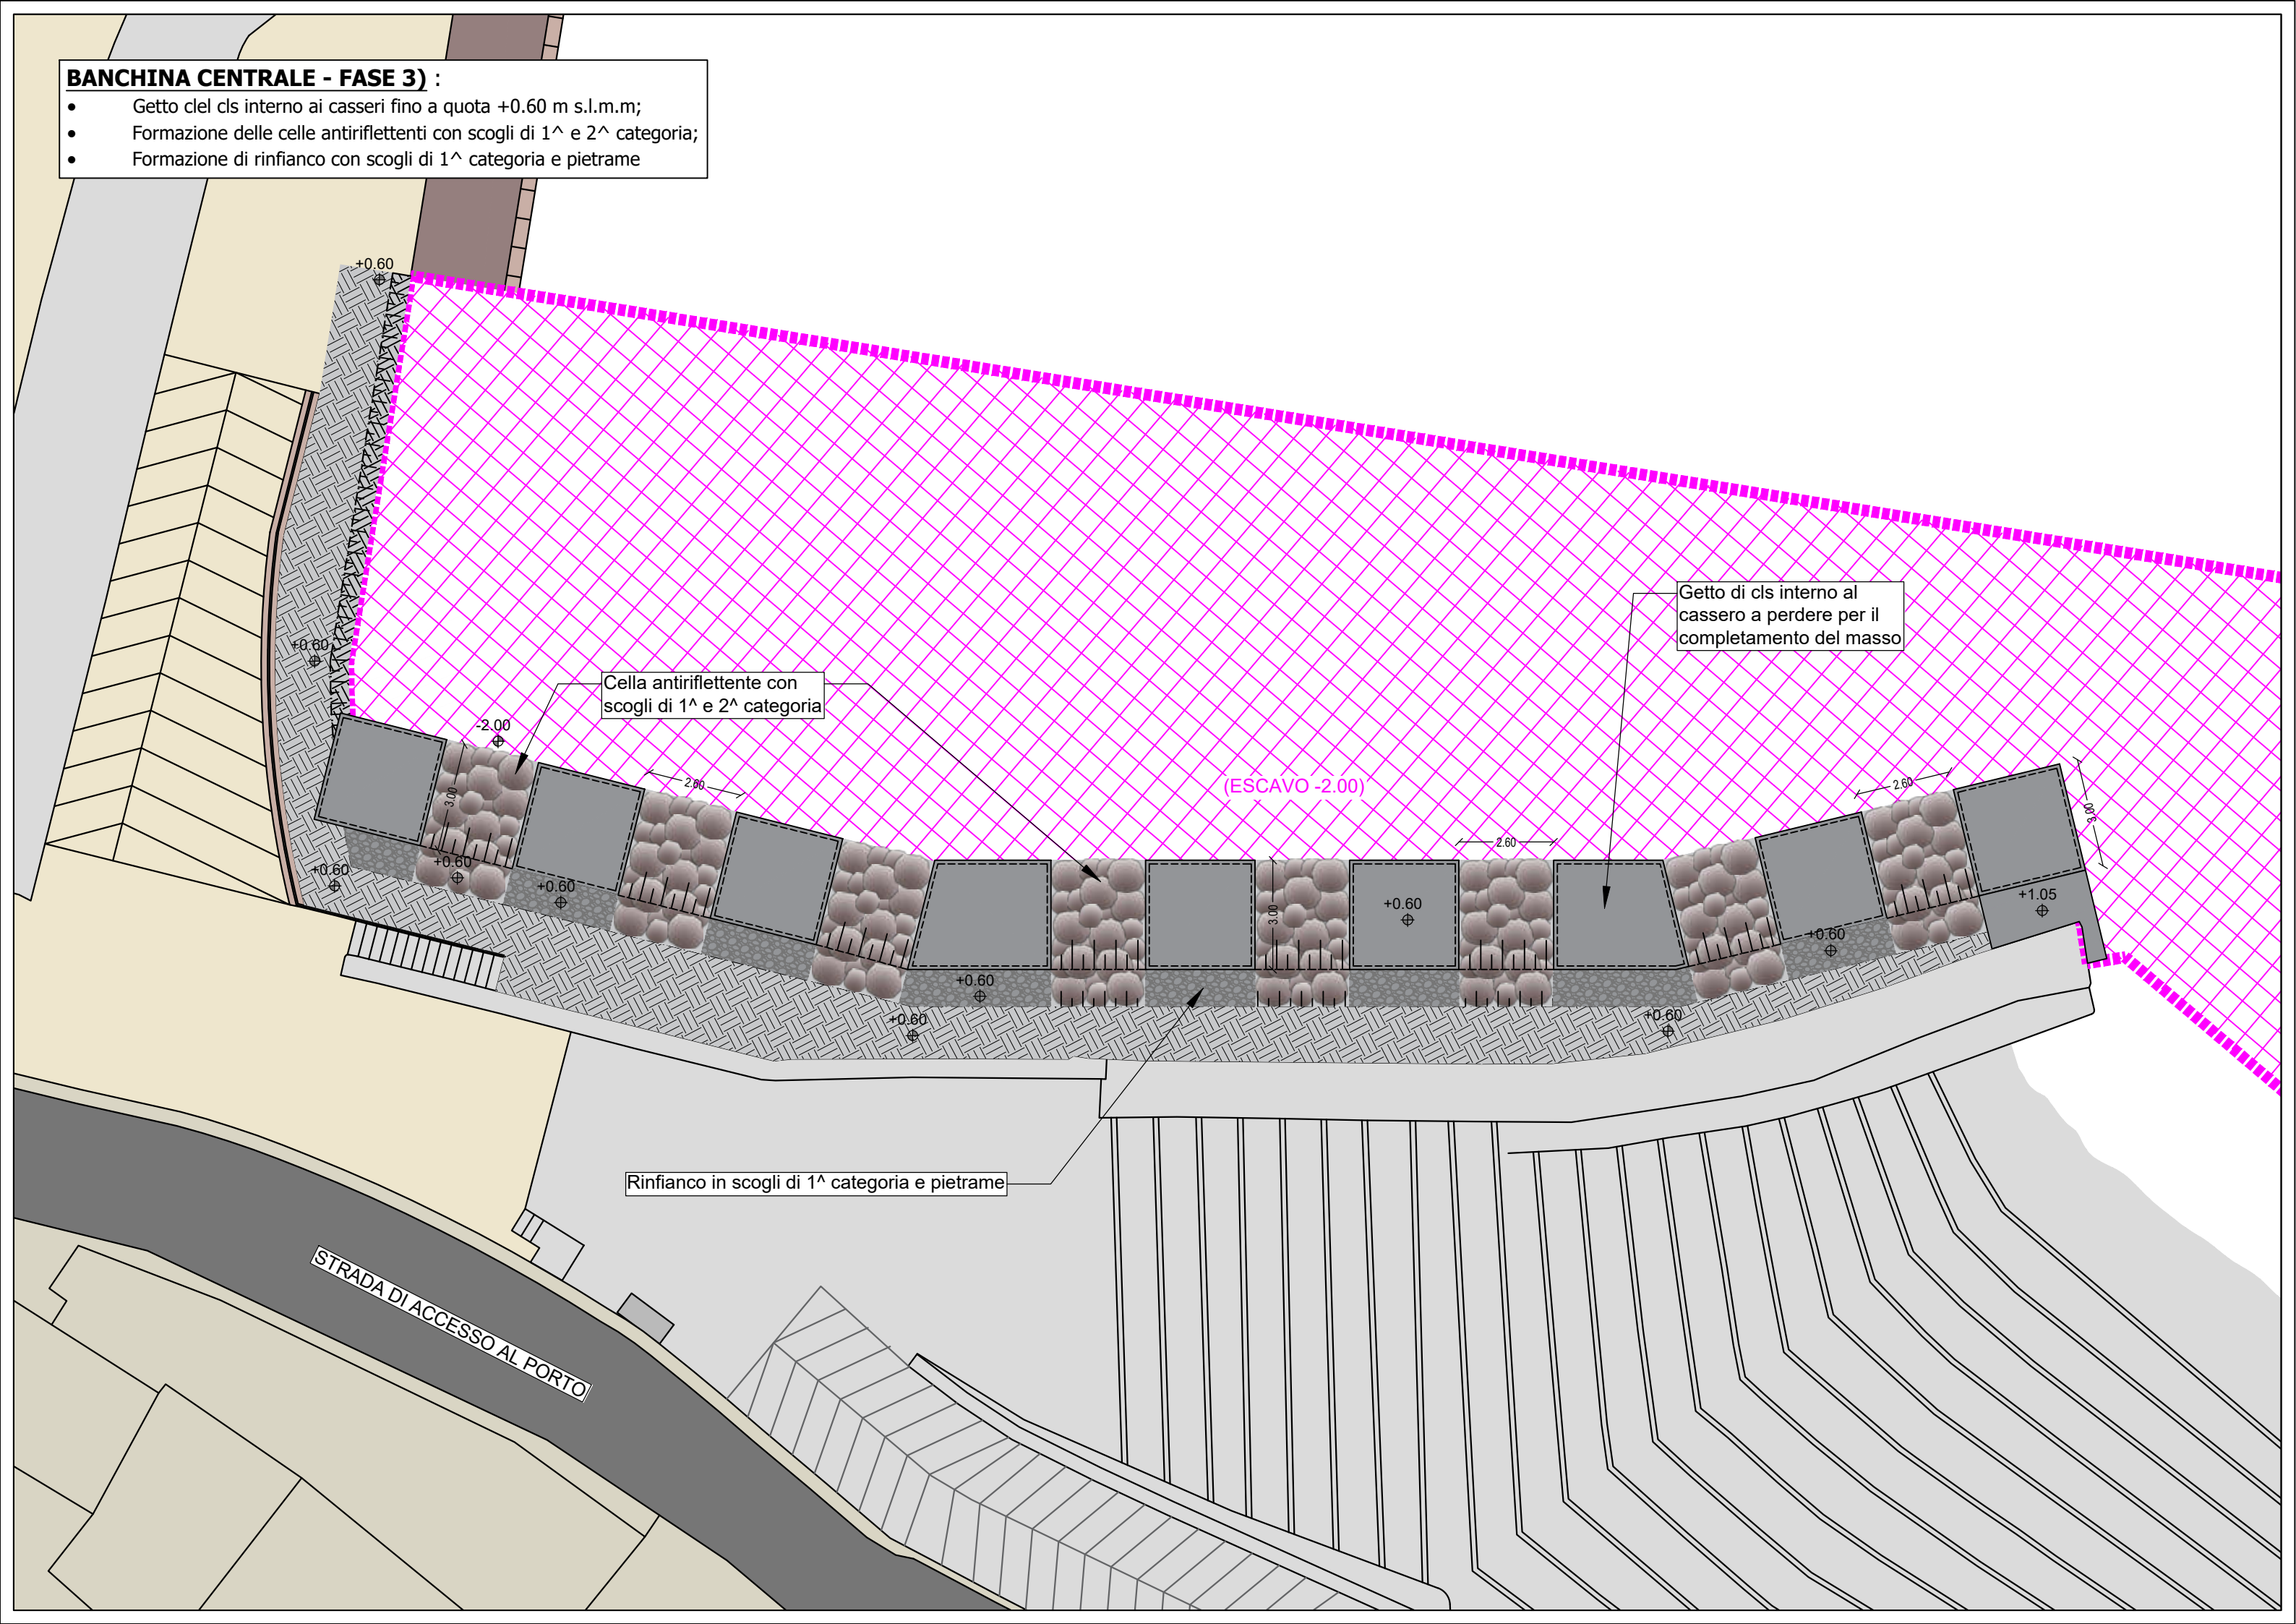 BANCHINA CENTRALE - FASE 3) :
• Getto clel cls interno ai casseri fino a quota +0.60 m s.l.m.m;
• Formazione delle celle antiriflettenti con scogli di 1^ e 2^ categoria;
• Formazione di rinfianco con scogli di 1^ categoria e pietrame
+0.60
Getto di cls interno al
cassero a perdere per il
completamento del masso
+0.60
Cella antiriflettente con
scogli di 1^ e 2^ categoria
-2.00
2.60
(ESCAVO -2.00)
2.60
3.00
3.00
2.60
+0.60
+0.60
+0.60
+0.60
3.00
+1.05
+0.60
+0.60
+0.60
+0.60
Rinfianco in scogli di 1^ categoria e pietrame
STRADA DI ACCESSO AL PORTO